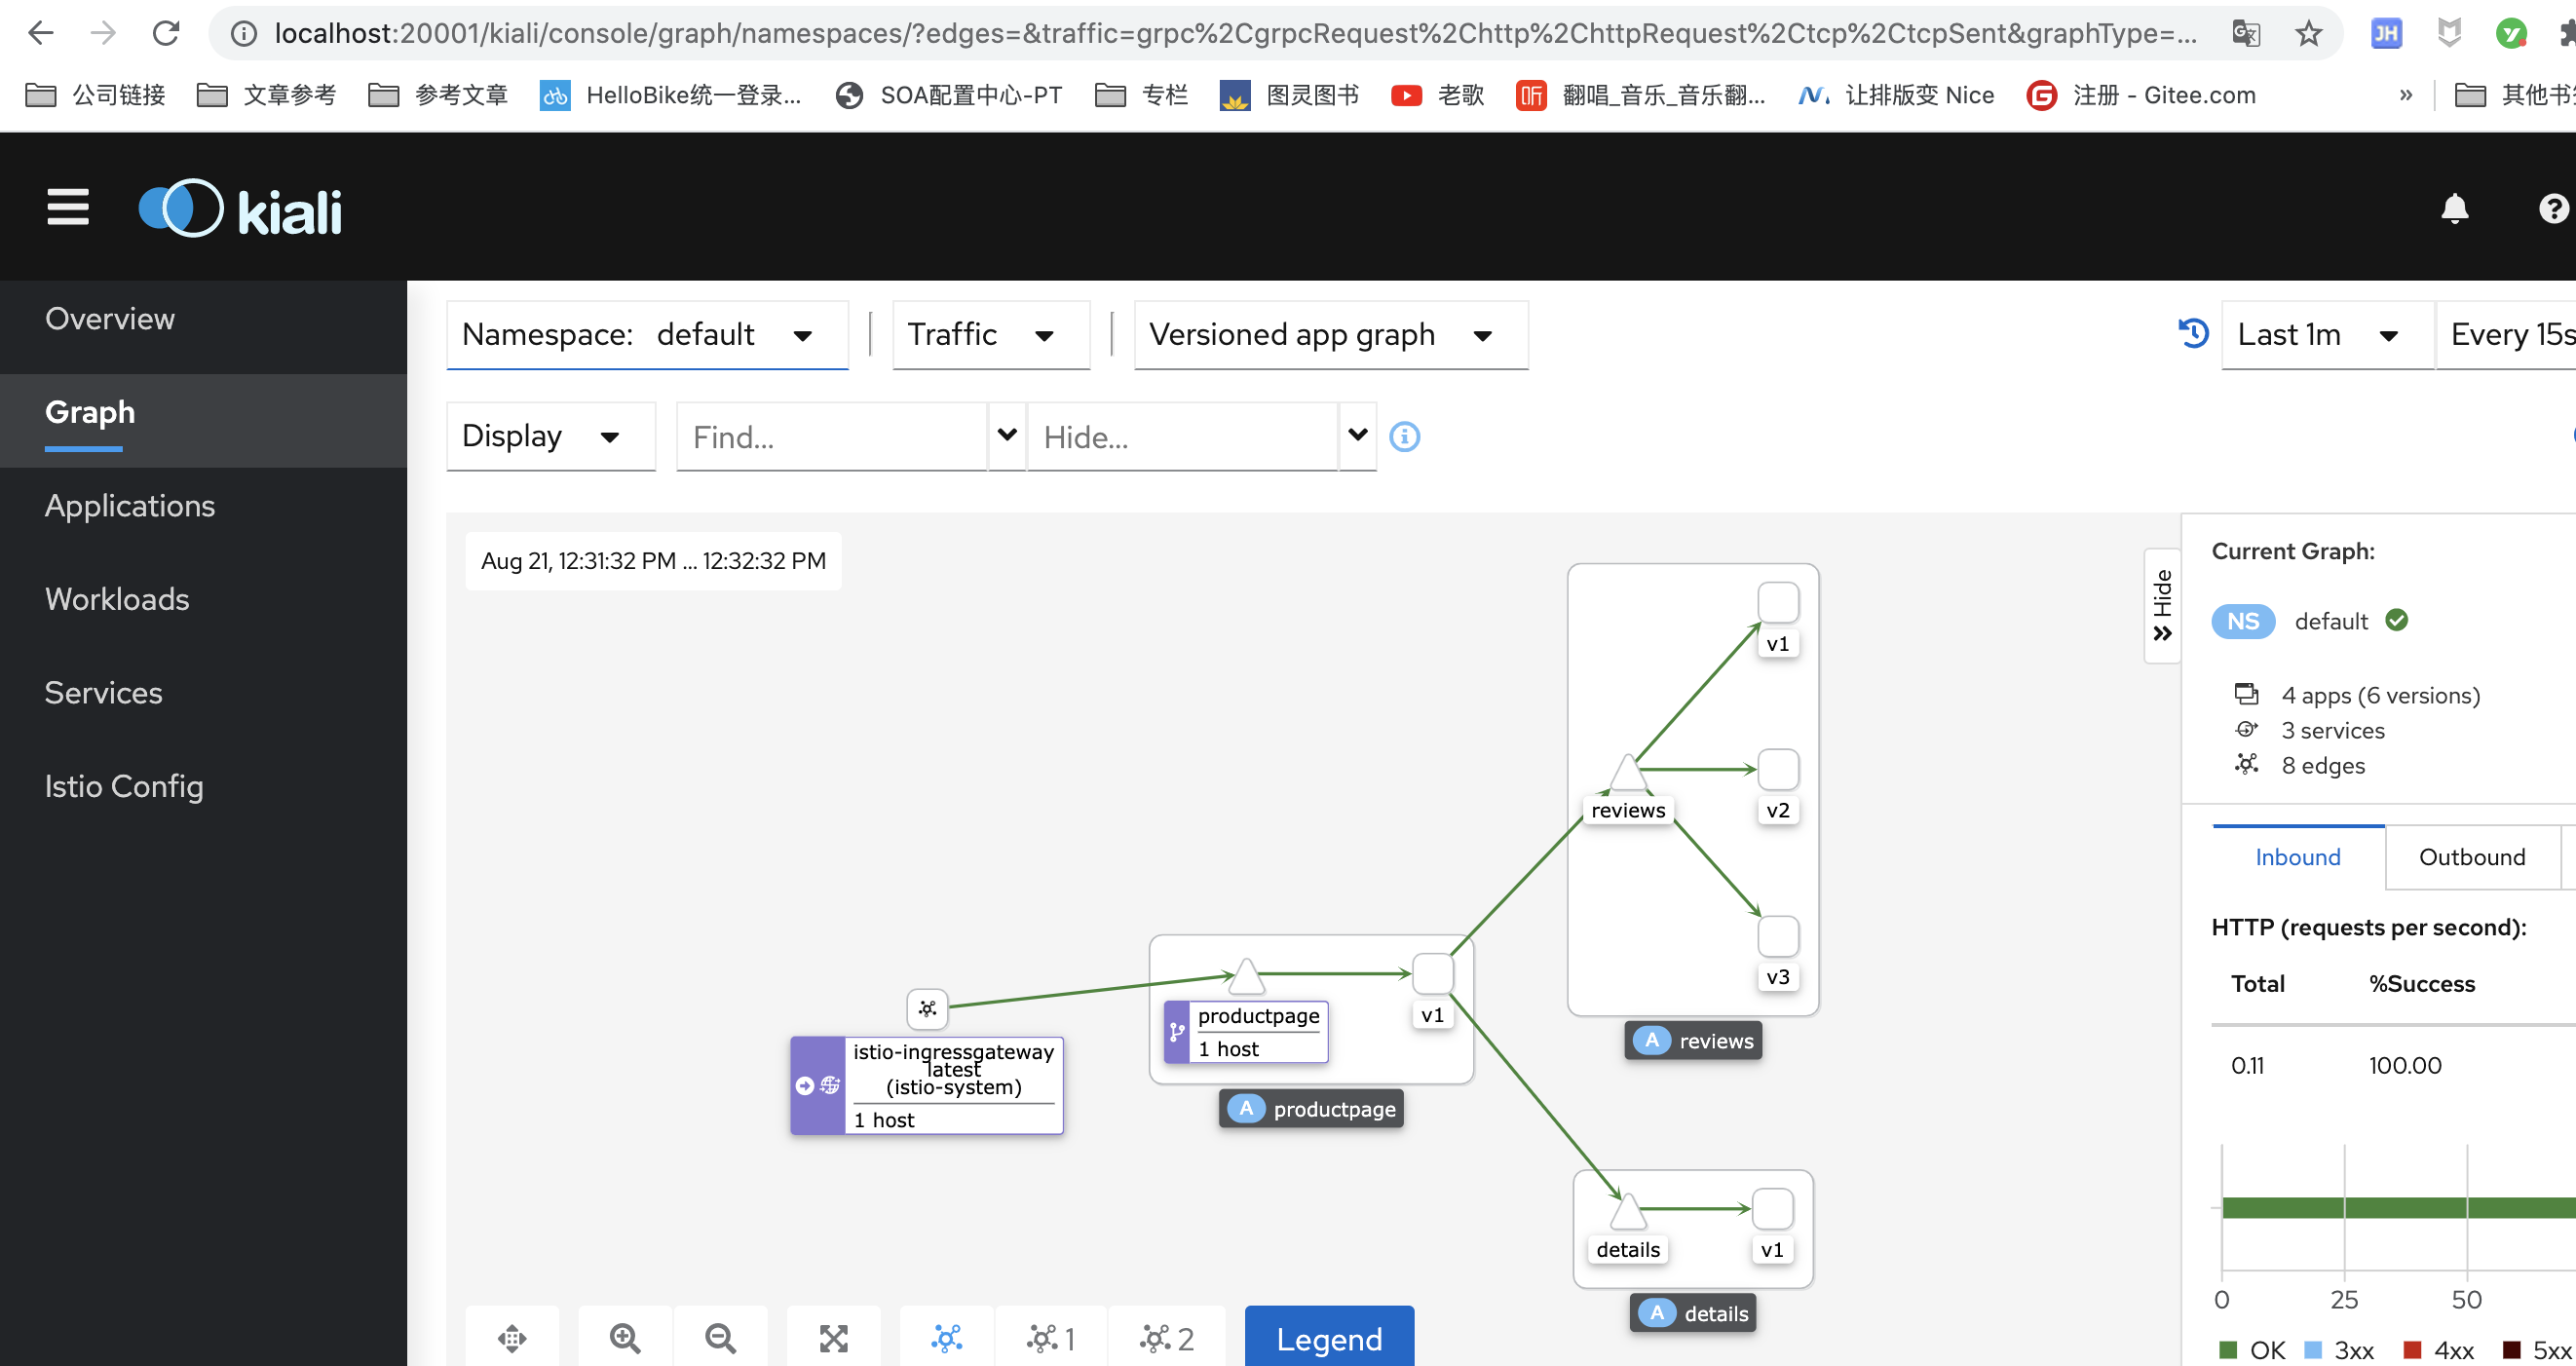 localhost:20001/kiali/console/graph/namespaces/?edges=&traffic=grpc%2CgrpcRequest%2Chttp%2ChttpRequest%2Ctcp%2CtcpSent&graphType=...
JH
公司链接 文章参考 参考文章 HelloBike统一登录... SOA配置中心-PT 专栏 图灵图书 老歌 翻唱_音乐_音乐翻... 让排版变 Nice 注册 - Gitee.com » 其他书
kiali
Overview
Graph
Applications
Workloads
Services
Istio Config
Namespace: default Traffic Versioned app graph Last 1m Every 15s
Display Find... Hide...
Aug 21, 12:31:32 PM ... 12:32:32 PM
v1
reviews
v2
v3
A reviews
productpage
1 host
v1
A productpage
istio-ingressgateway
latest
(istio-system)
1 host
details
v1
A details
1
2
Legend
Hide
Current Graph:
NS default
4 apps (6 versions)
3 services
8 edges
Inbound Outbound
HTTP (requests per second):
Total %Success
0.11 100.00
0 25 50
OK 3xx 4xx 5xx